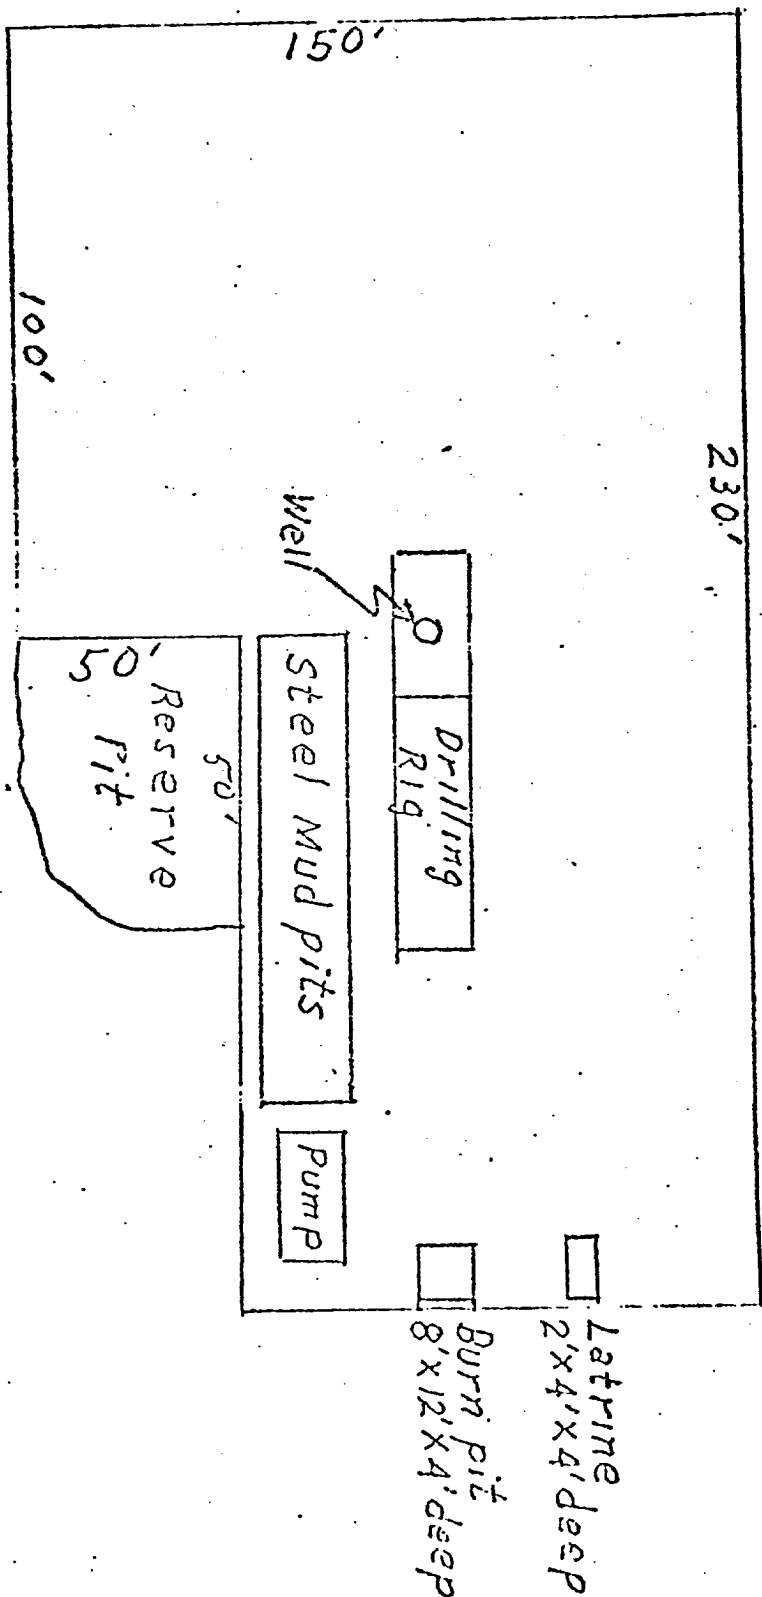 150'
230'
100'
Well
Drilling
Rig
Steel Mud pits
50'
50'
Reserve
Pit
Pump
Latrine
2'x4'x4'deep
Burn pit
8'x12'x4'deep